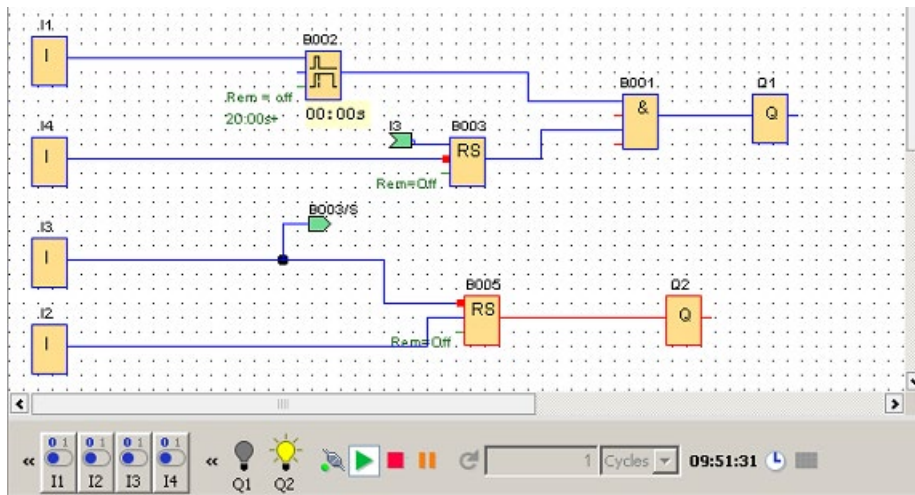 I1.
I
B002
Rem = off
20:00s+
00:00s
B001
&
Q1
Q
I4
I
I3
B003
RS
Rem=Off
B003/S
I3
I
B005
RS
Rem=Off
Q2
Q
I2
I
« 0 1 0 1 0 1 0 1 «
I1 I2 I3 I4 Q1 Q2
1 Cycles 09:51:31